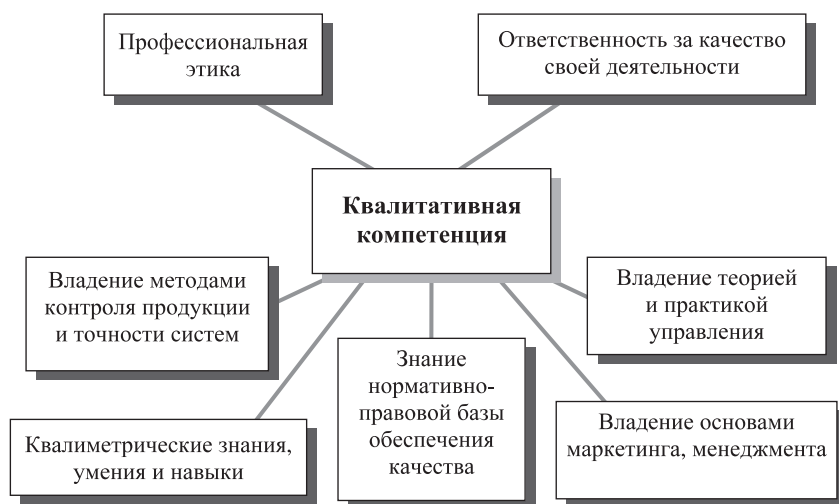 Профессиональная
этика
Ответственность за качество
своей деятельности
Квалитативная
компетенция
Владение методами
контроля продукции
и точности систем
Владение теорией
и практикой
управления
Знание
нормативно-
правовой базы
обеспечения
качества
Квалиметрические знания,
умения и навыки
Владение основами
маркетинга, менеджмента